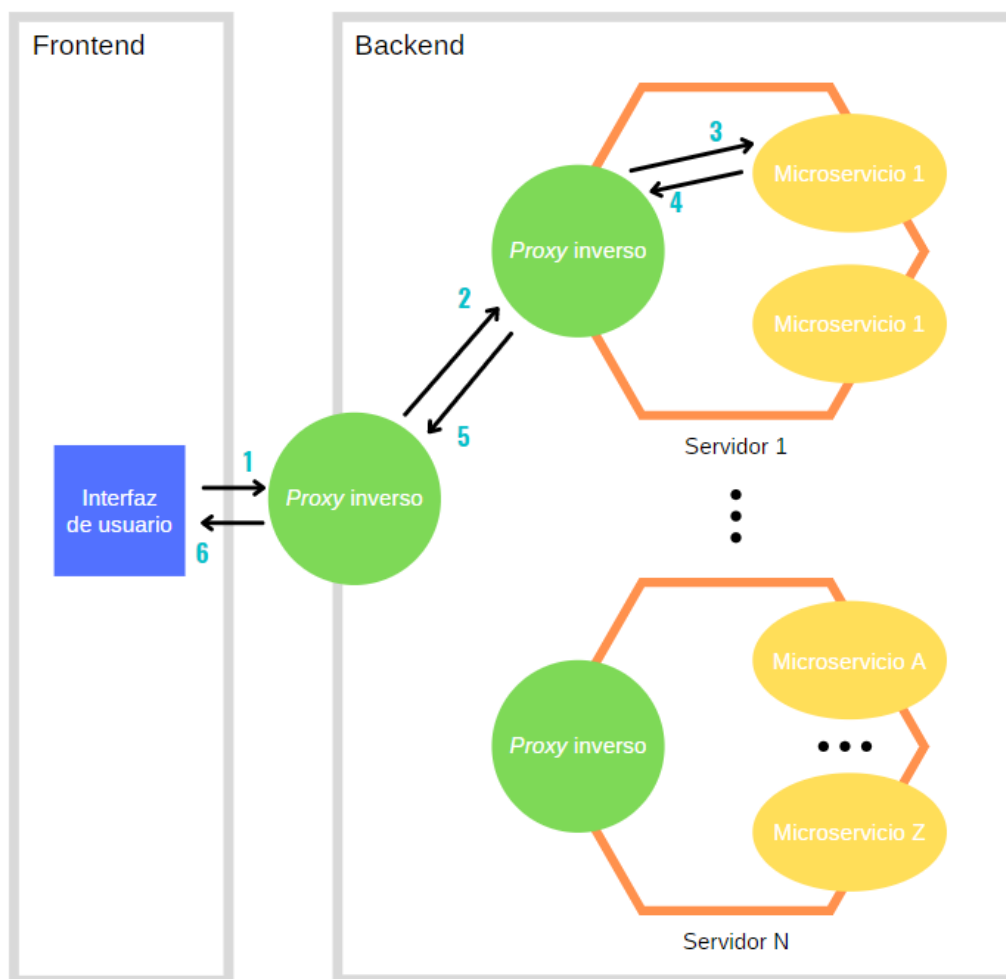 Frontend
Backend
3
Microservicio 1
4
Proxy inverso
2
Microservicio 1
5
Servidor 1
1
Interfaz
de usuario
Proxy inverso
6
Microservicio A
Proxy inverso
Microservicio Z
Servidor N